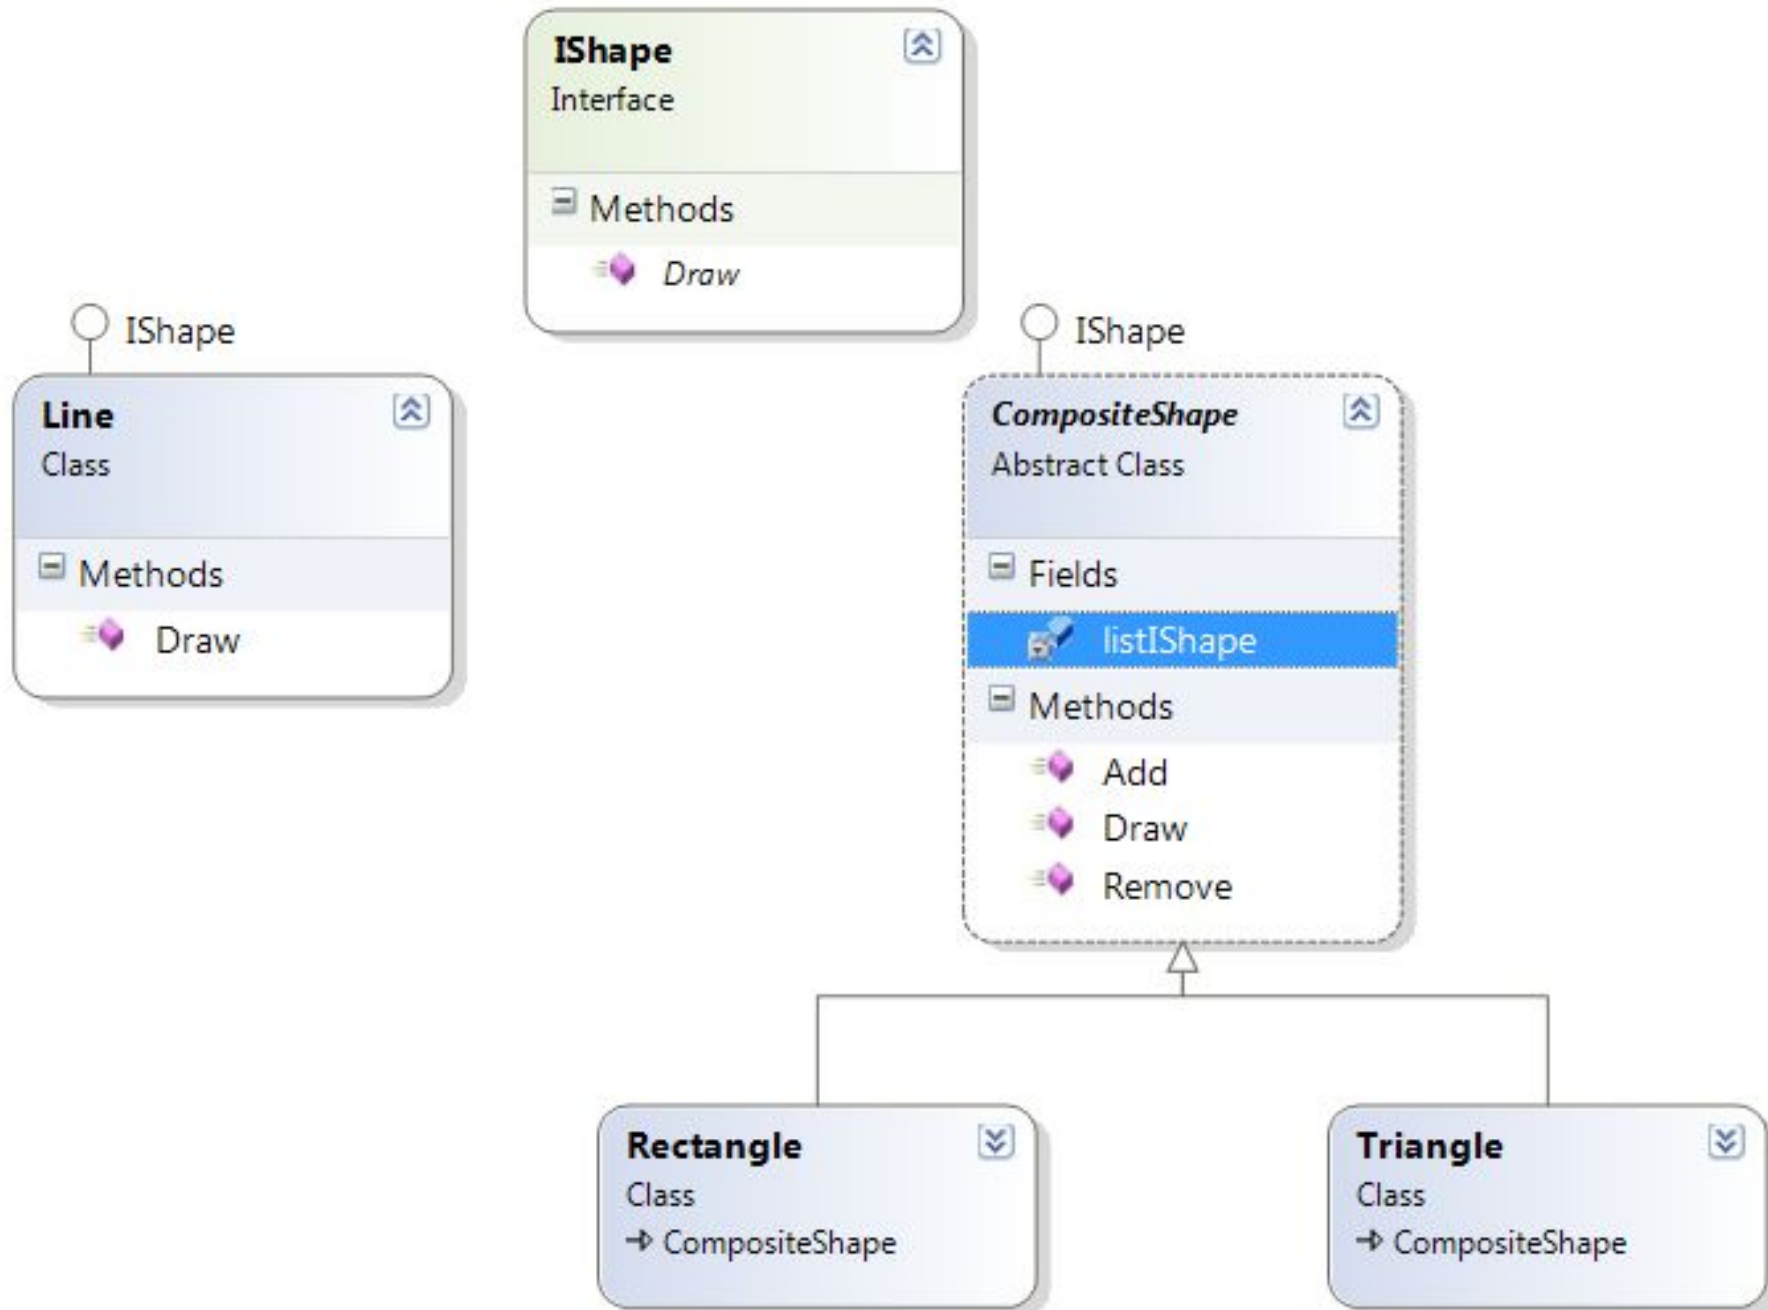 IShape
Interface
Methods
Draw
IShape
Line
Class
Methods
Draw
IShape
CompositeShape
Abstract Class
Fields
listIShape
Methods
Add
Draw
Remove
Rectangle
Class
CompositeShape
Triangle
Class
CompositeShape